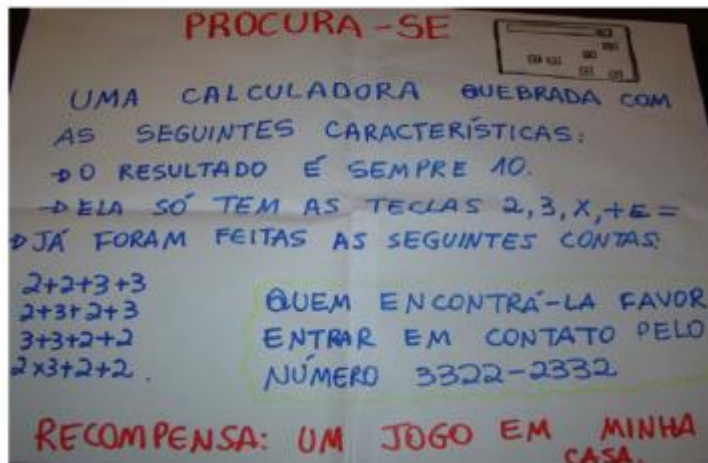 PROCURA-SE
UMA CALCULADORA QUEBRADA COM
AS SEGUINTES CARACTERÍSTICAS:
→O RESULTADO É SEMPRE 10.
→ELA SÓ TEM AS TECLAS 2,3,X,+E=
→JÁ FORAM FEITAS AS SEGUINTES CONTAS:
2+2+3+3
2+3+2+3
3+3+2+2
2x3+2+2.
QUEM ENCONTRÁ-LA FAVOR
ENTRAR EM CONTATO PELO
NÚMERO 3322-2332
RECOMPENSA: UM JOGO EM MINHA
CASA.